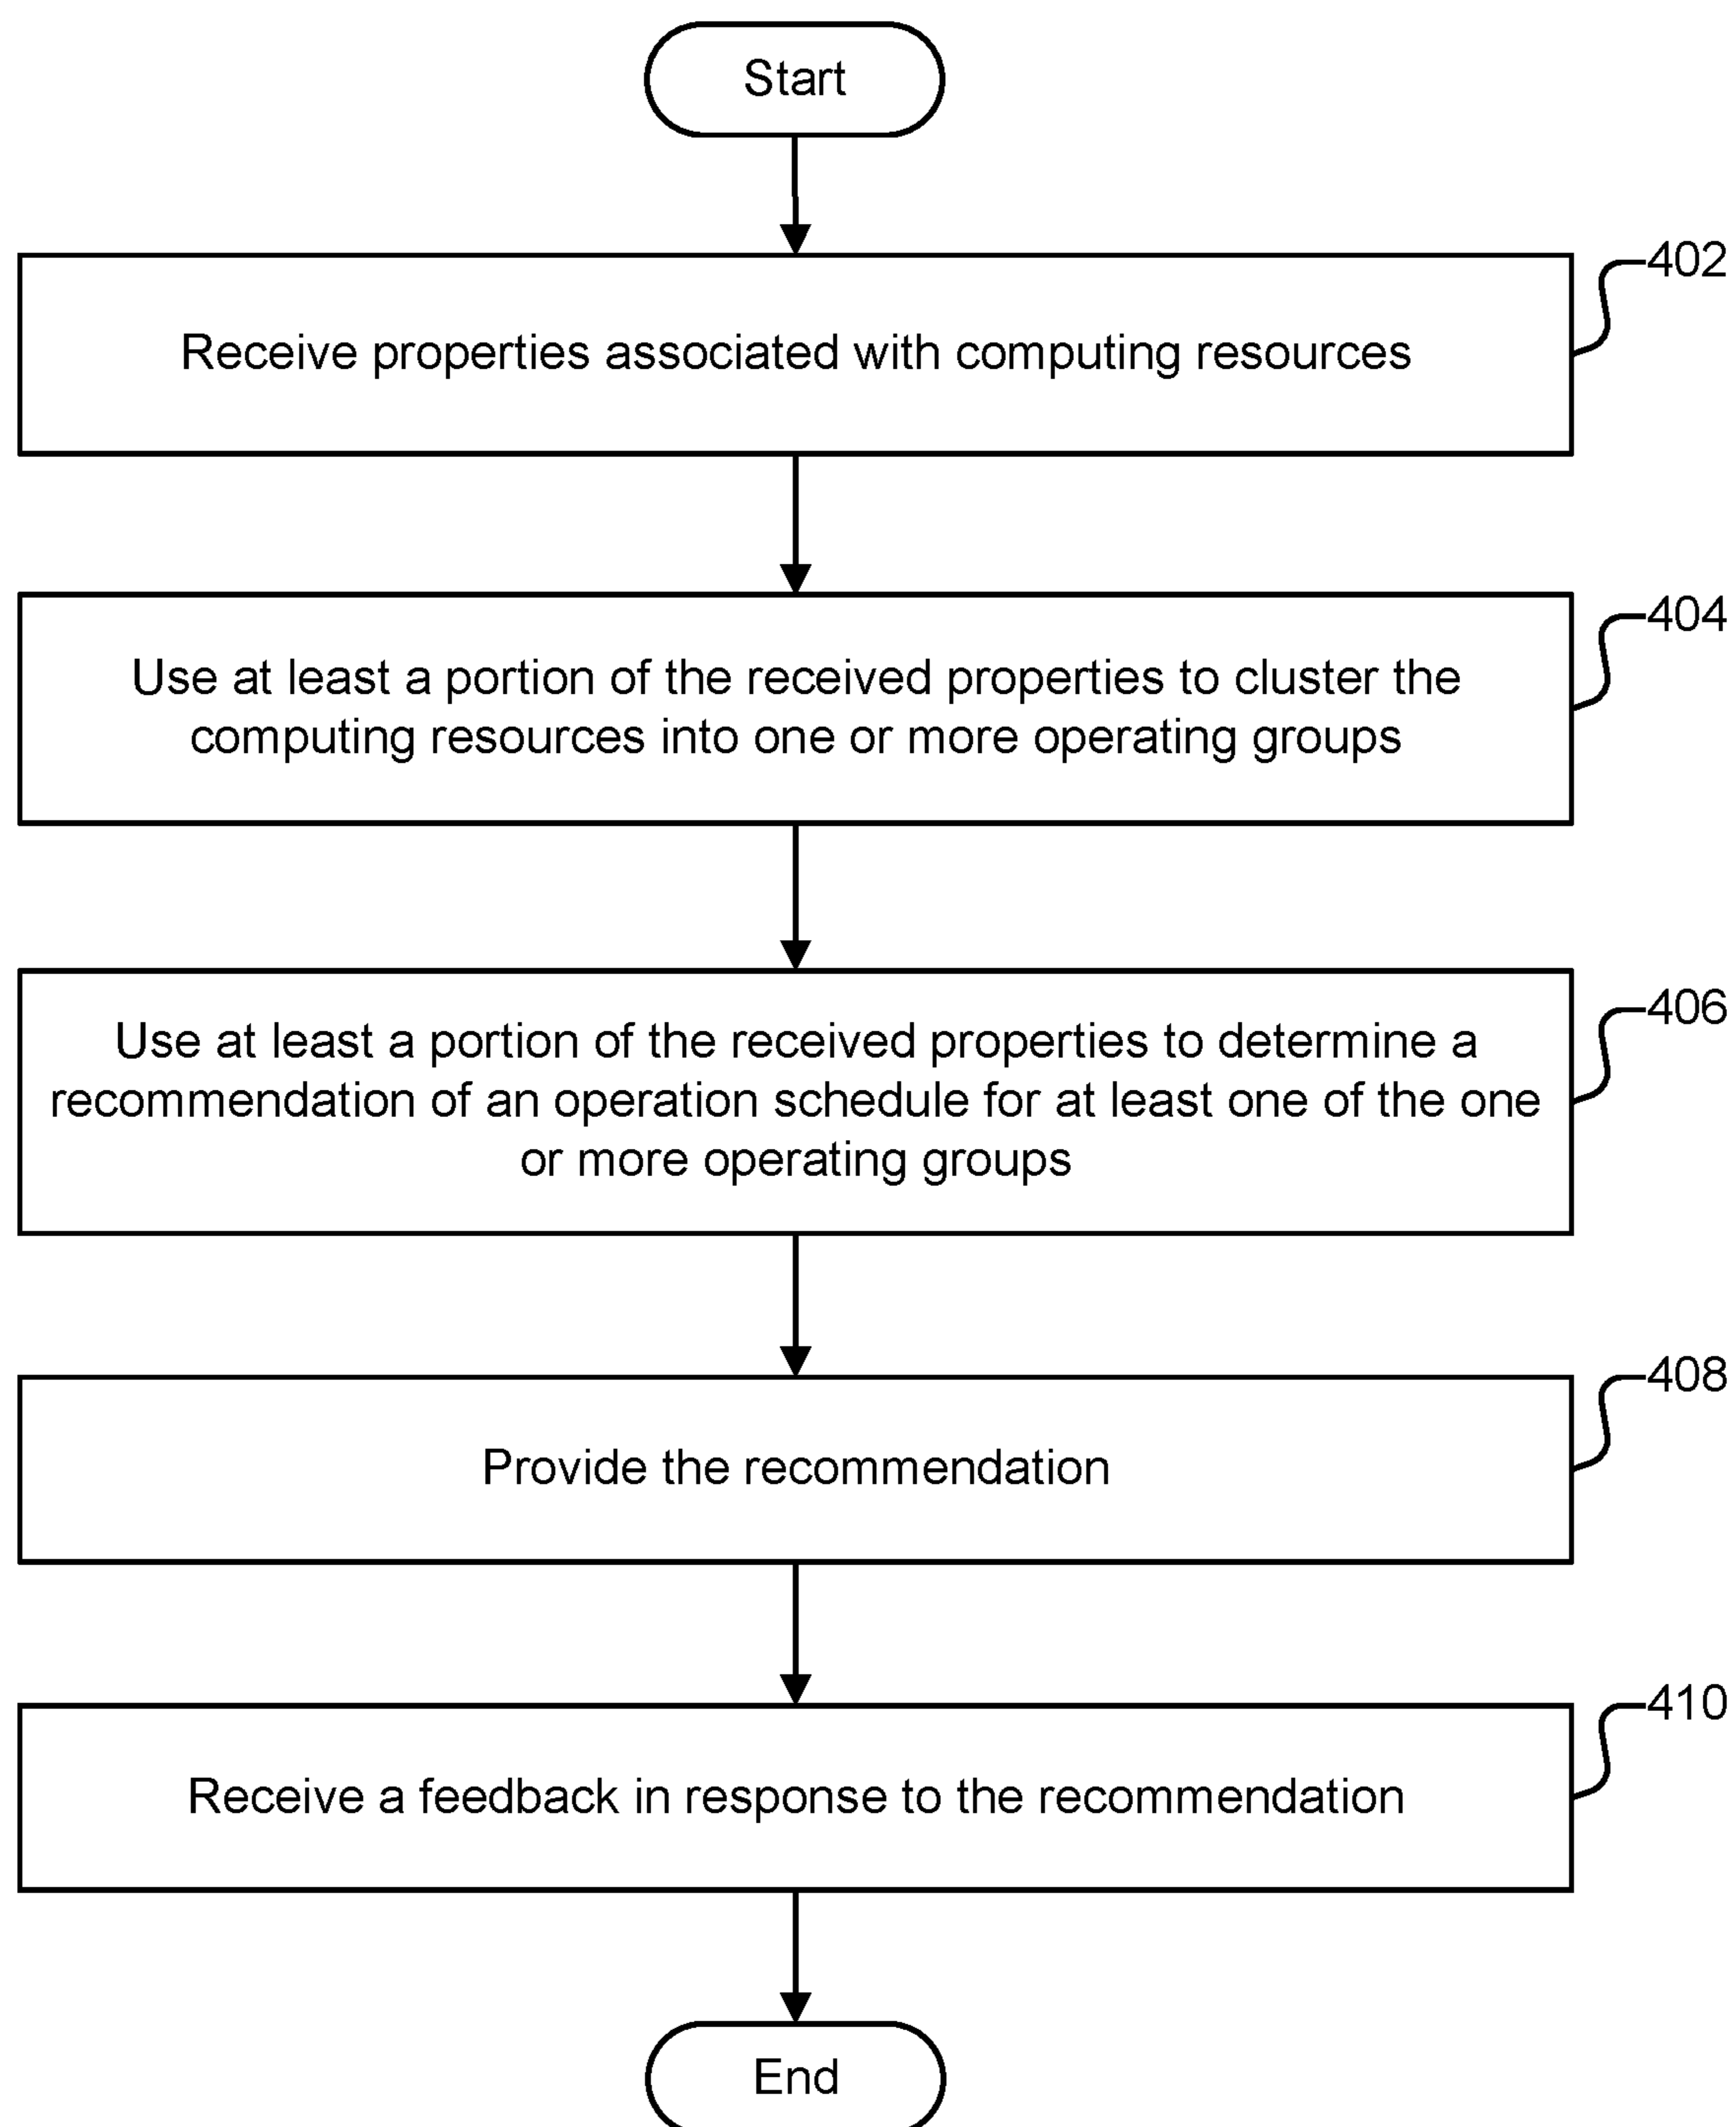 Start
402
Receive properties associated with computing resources
404
Use at least a portion of the received properties to cluster the
computing resources into one or more operating groups
406
Use at least a portion of the received properties to determine a
recommendation of an operation schedule for at least one of the one
or more operating groups
408
Provide the recommendation
410
Receive a feedback in response to the recommendation
End